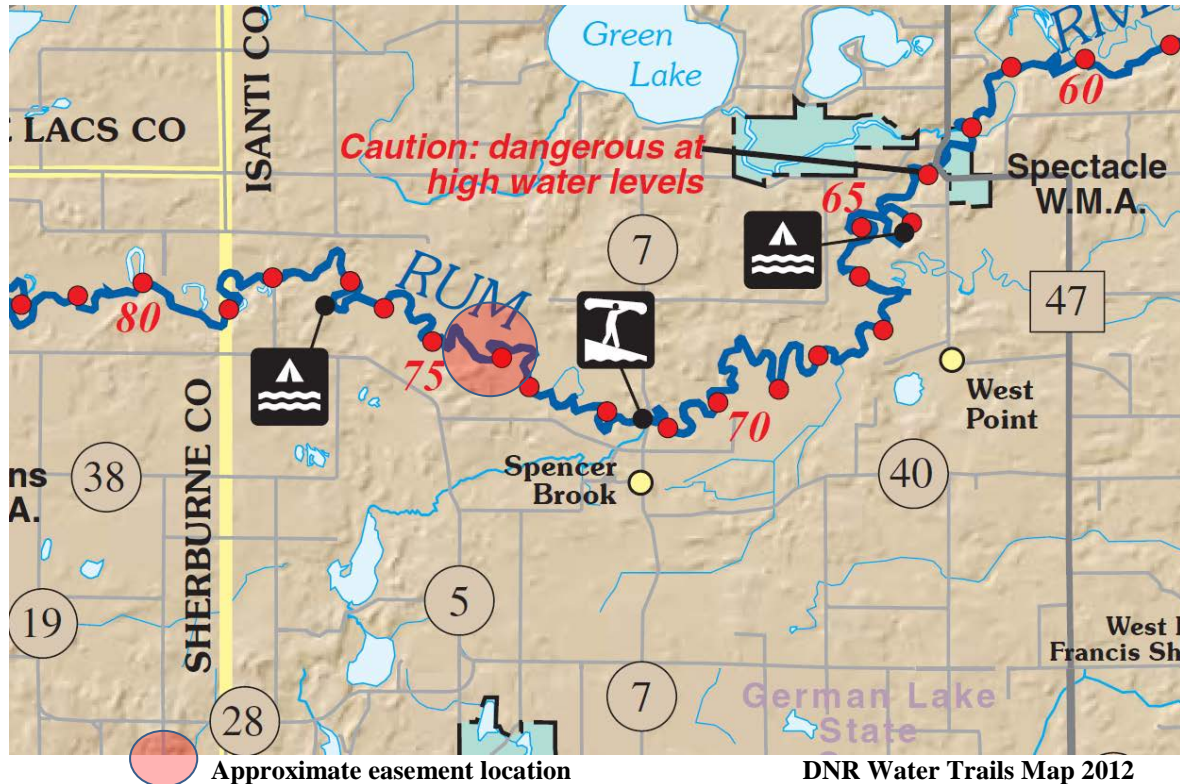 RIVE
Green
Lake
60
ISANTI CO
LACS CO
Caution: dangerous at
high water levels
65
Spectacle
W.M.A.
7
RUM
47
80
75
70
West
Point
SHERBURNE CO
38
ns
A.
Spencer
Brook
40
19
5
West
Francis Sh
7
German Lake
State
28
Approximate easement location
DNR Water Trails Map 2012